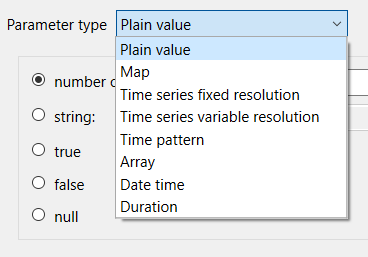 Parameter type Plain value
Plain value
Map
number
Time series fixed resolution
string:
Time series variable resolution
Time pattern
true
Array
false
Date time
null
Duration